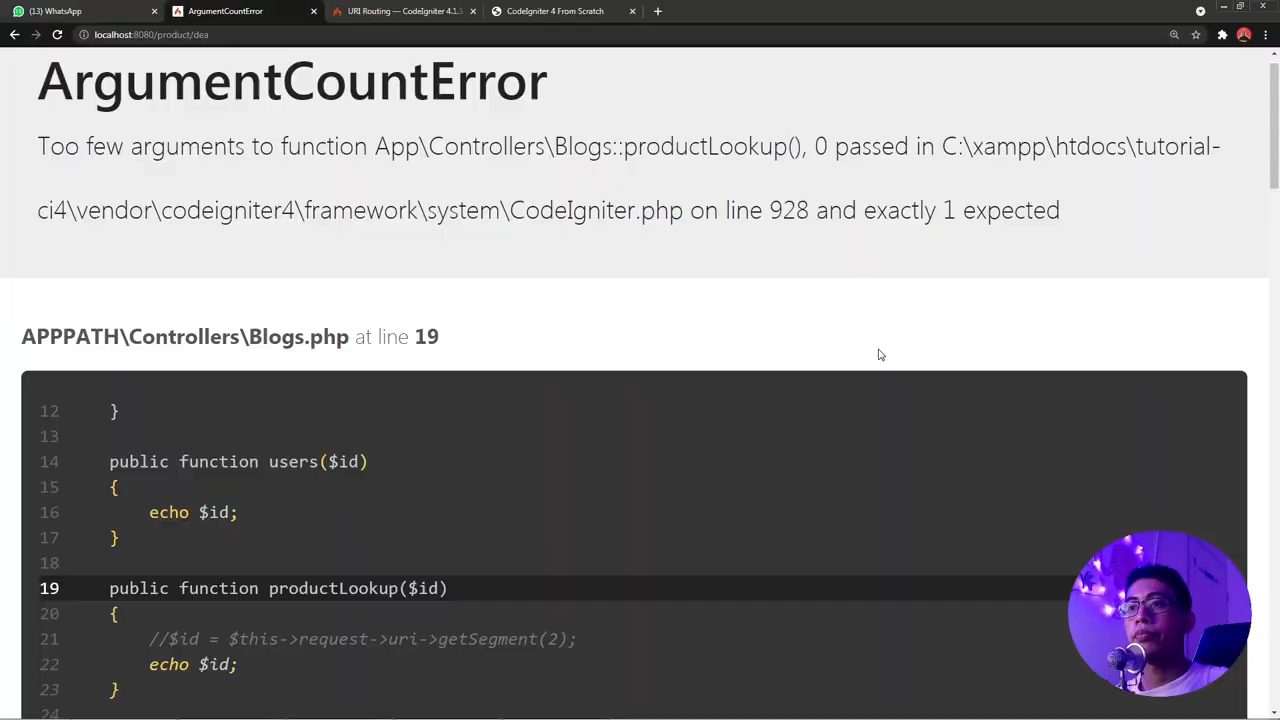 (13) WhatsApp
ArgumentCountError
URI Routing — CodeIgniter 4.1.3
CodeIgniter 4 From Scratch
localhost:8080/product/dea
ArgumentCountError
Too few arguments to function App\Controllers\Blogs::productLookup(), 0 passed in C:\xampp\htdocs\tutorial-
ci4\vendor\codeigniter4\framework\system\CodeIgniter.php on line 928 and exactly 1 expected
APPPATH\Controllers\Blogs.php at line 19
12 }
13
14 public function users($id)
15 {
16 echo $id;
17 }
18
19 public function productLookup($id)
20 {
21 //$id = $this->request->uri->getSegment(2);
22 echo $id;
23 }
24